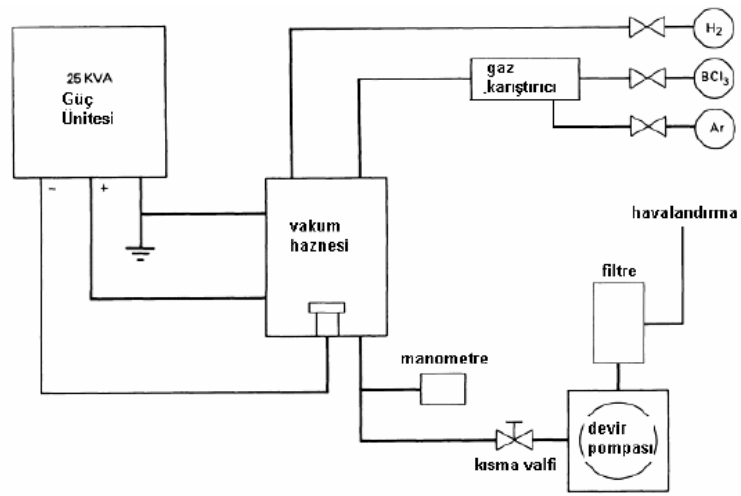 25 KVA
Güç
Ünitesi
−
+
H2
gaz
karıştırıcı
BCl3
Ar
vakum
haznesi
havalandırma
filtre
manometre
devir
pompası
kısma valfi